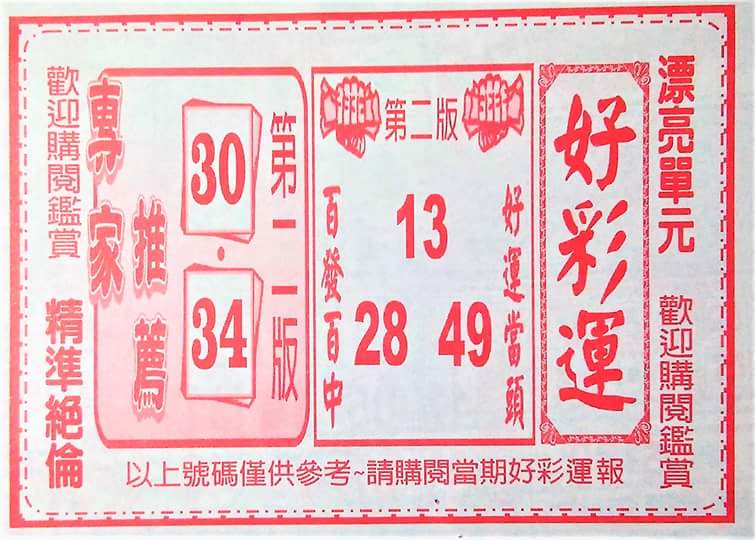 漂亮單元 歡迎購閱鑑賞
好彩運
第二版
好運當頭
13
28 49
百發百中
第一二版
30．34
專家推薦
歡迎購閱鑑賞 精準絕倫
以上號碼僅供參考~請購閱當期好彩運報